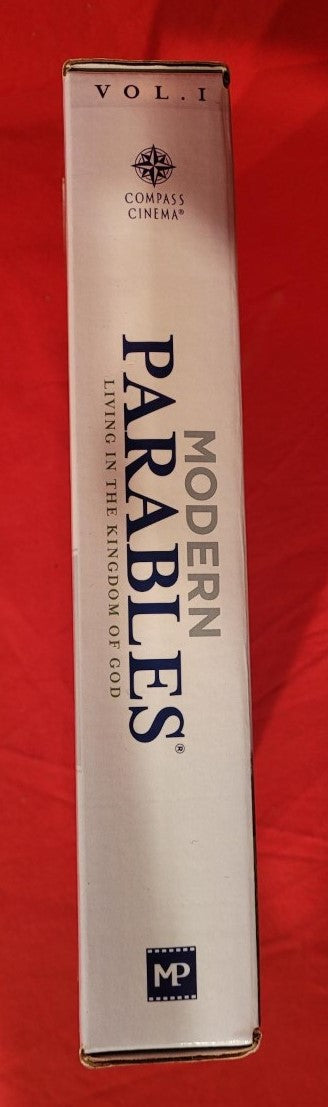 VOL. I
COMPASS
CINEMA®
MODERN
PARABLES®
LIVING IN THE KINGDOM OF GOD
MP